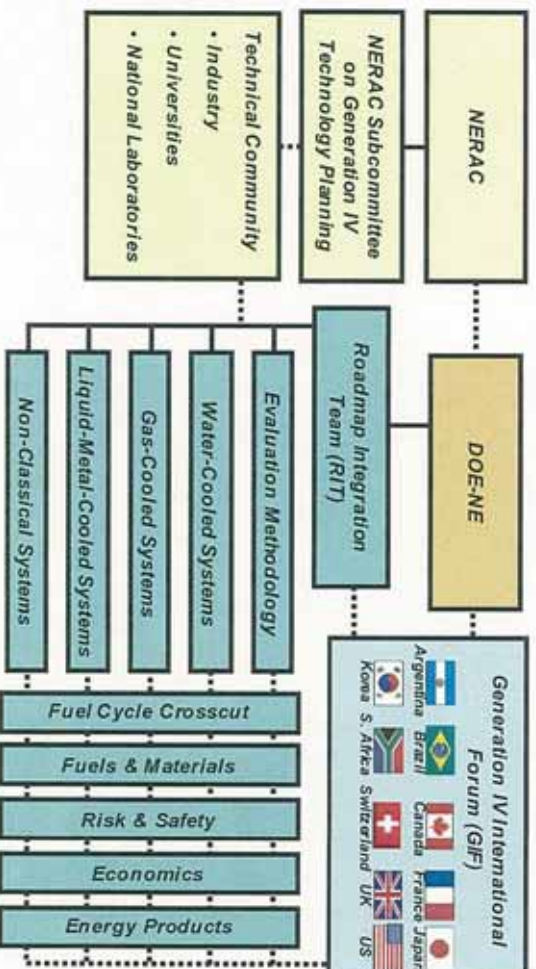 NERAC
NERAC Subcommittee
on Generation IV
Technology Planning
Technical Community
• Industry
• Universities
• National Laboratories
DOE-NE
Roadmap Integration
Team (RIT)
Evaluation Methodology
Water-Cooled Systems
Gas-Cooled Systems
Liquid-Metal-Cooled Systems
Non-Classical Systems
Generation IV International
Forum (GIF)
Argentina Brazil Canada France Japan
Korea S. Africa Switzerland UK US
Fuel Cycle Crosscut
Fuels & Materials
Risk & Safety
Economics
Energy Products